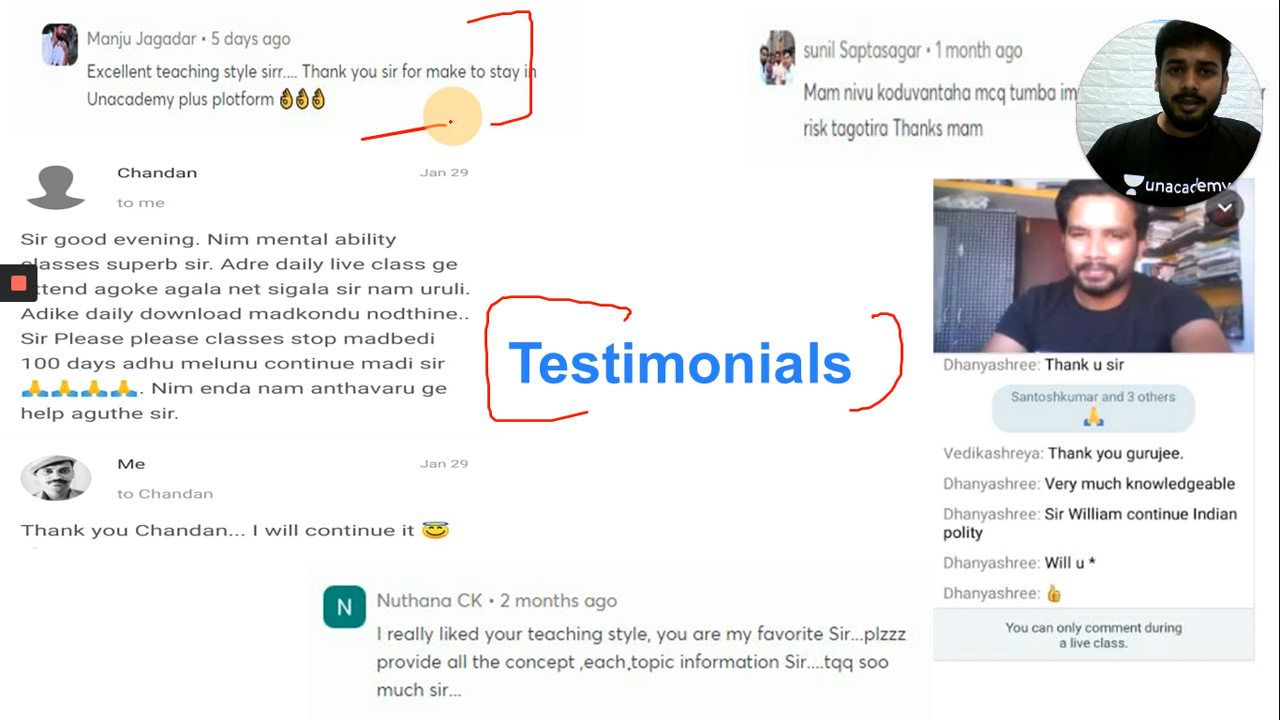 Manju Jagadar • 5 days ago
Excellent teaching style sirr.... Thank you sir for make to stay in
Unacademy plus plotform 👌👌👌
sunil Saptasagar • 1 month ago
Mam nivu koduvantaha mcq tumba
risk tagotira Thanks mam
unacademy
Chandan
Jan 29
to me
Sir good evening. Nim mental ability
classes superb sir. Adre daily live class ge
attend agoke agala net sigala sir nam uruli.
Adike daily download madkondu nodthine..
Sir Please please classes stop madbedi
100 days adhu melunu continue madi sir
🙏🙏🙏🙏. Nim enda nam anthavaru ge
help aguthe sir.
Me
Jan 29
to Chandan
Thank you Chandan... I will continue it 😇
Testimonials
Dhanyashree: Thank u sir
Santoshkumar and 3 others
🙏
Vedikashreya: Thank you gurujee.
Dhanyashree: Very much knowledgeable
Dhanyashree: Sir William continue Indian
polity
Dhanyashree: Will u *
Dhanyashree: 👍
You can only comment during
a live class.
N
Nuthana CK • 2 months ago
I really liked your teaching style, you are my favorite Sir...plzzz
provide all the concept ,each,topic information Sir....tqq soo
much sir...